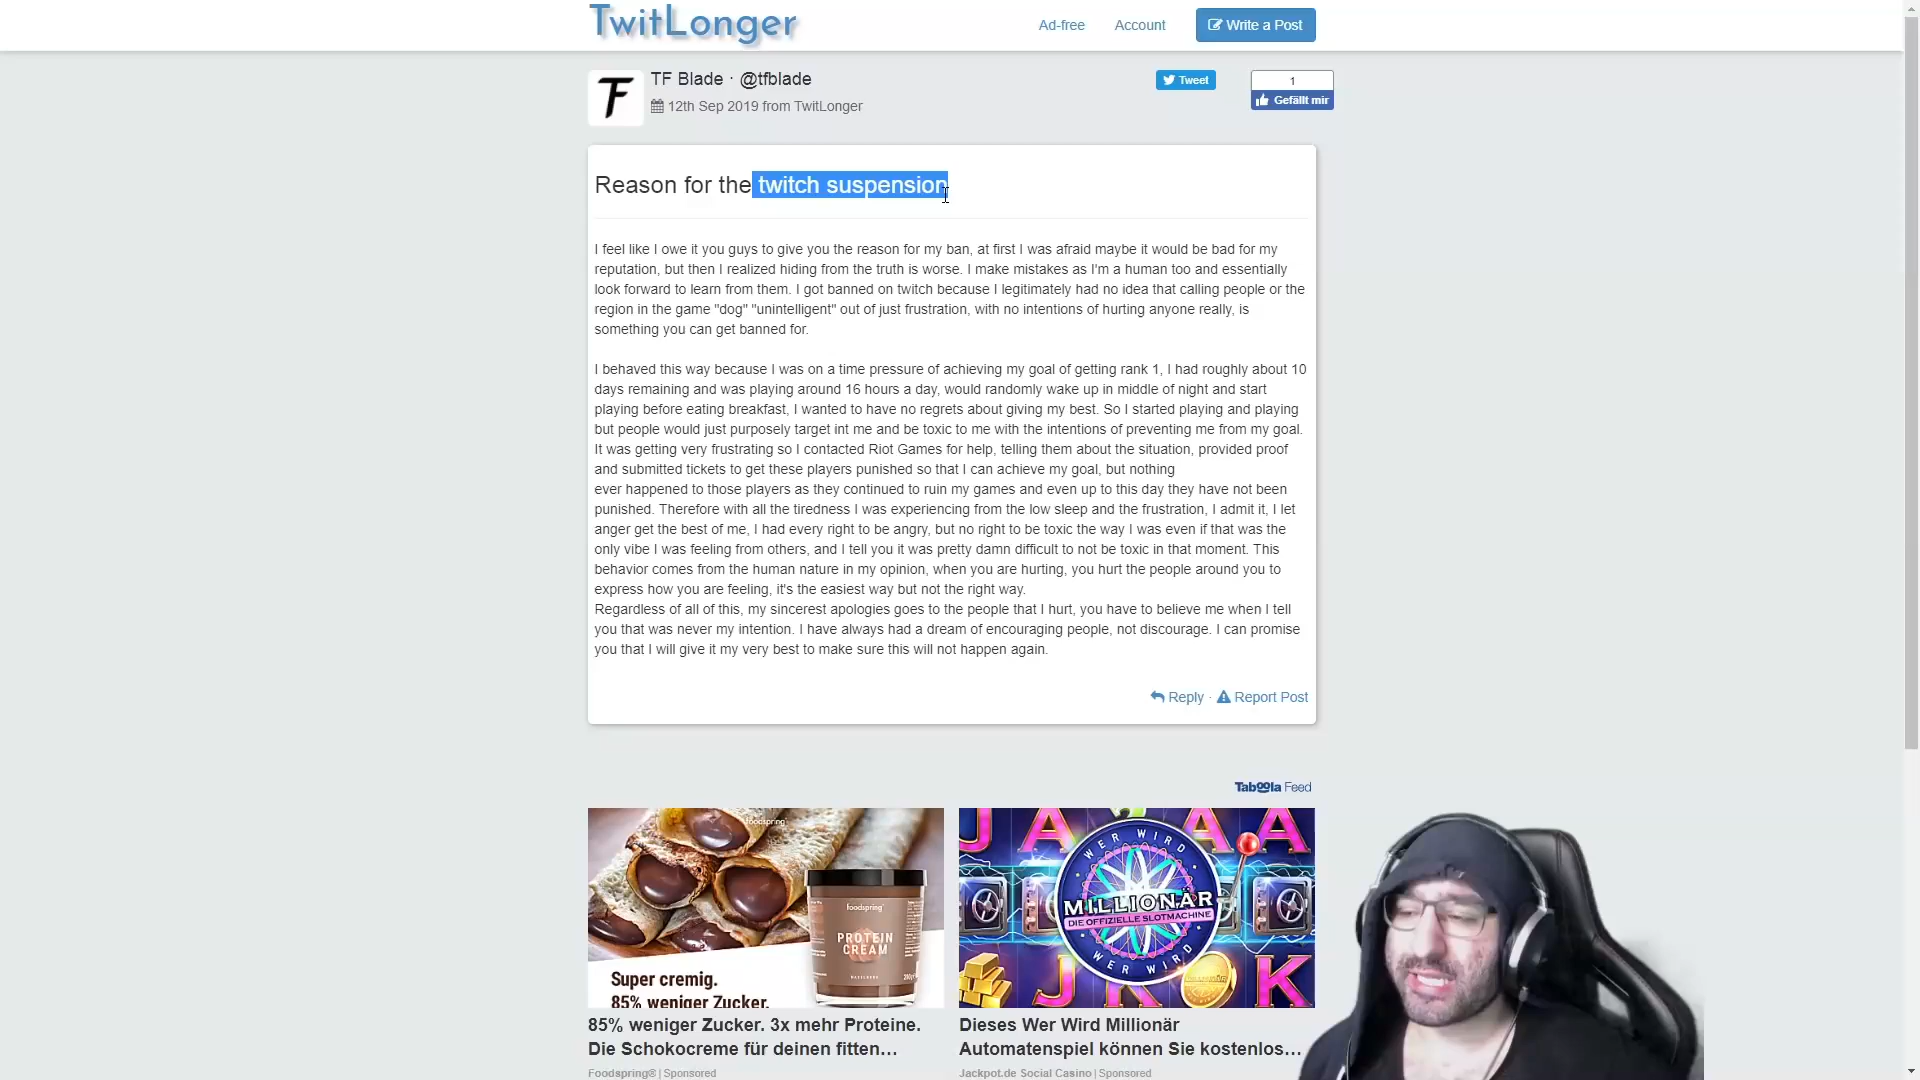 TwitLonger
Ad-free
Account
Write a Post
TF Blade · @tfblade
12th Sep 2019 from TwitLonger
Tweet
1
Gefällt mir
Reason for the twitch suspension
I feel like I owe it you guys to give you the reason for my ban, at first I was afraid maybe it would be bad for my
reputation, but then I realized hiding from the truth is worse. I make mistakes as I'm a human too and essentially
look forward to learn from them. I got banned on twitch because I legitimately had no idea that calling people or the
region in the game "dog" "unintelligent" out of just frustration, with no intentions of hurting anyone really, is
something you can get banned for.
I behaved this way because I was on a time pressure of achieving my goal of getting rank 1, I had roughly about 10
days remaining and was playing around 16 hours a day, would randomly wake up in middle of night and start
playing before eating breakfast, I wanted to have no regrets about giving my best. So I started playing and playing
but people would just purposely target int me and be toxic to me with the intentions of preventing me from my goal.
It was getting very frustrating so I contacted Riot Games for help, telling them about the situation, provided proof
and submitted tickets to get these players punished so that I can achieve my goal, but nothing
ever happened to those players as they continued to ruin my games and even up to this day they have not been
punished. Therefore with all the tiredness I was experiencing from the low sleep and the frustration, I admit it, I let
anger get the best of me, I had every right to be angry, but no right to be toxic the way I was even if that was the
only vibe I was feeling from others, and I tell you it was pretty damn difficult to not be toxic in that moment. This
behavior comes from the human nature in my opinion, when you are hurting, you hurt the people around you to
express how you are feeling, it's the easiest way but not the right way.
Regardless of all of this, my sincerest apologies goes to the people that I hurt, you have to believe me when I tell
you that was never my intention. I have always had a dream of encouraging people, not discourage. I can promise
you that I will give it my very best to make sure this will not happen again.
Reply · Report Post
Taboola Feed
foodspring
foodspring
PROTEIN
CREAM
Super cremig.
85% weniger Zucker.
JA A A A
WER WIRD
MILLIONÄR
DIE OFFIZIELLE SLOTMACHINE
WER WIRD
J K K
85% weniger Zucker. 3x mehr Proteine.
Die Schokocreme für deinen fitten…
Foodspring® | Sponsored
Dieses Wer Wird Millionär
Automatenspiel können Sie kostenlos…
Jackpot.de Social Casino | Sponsored